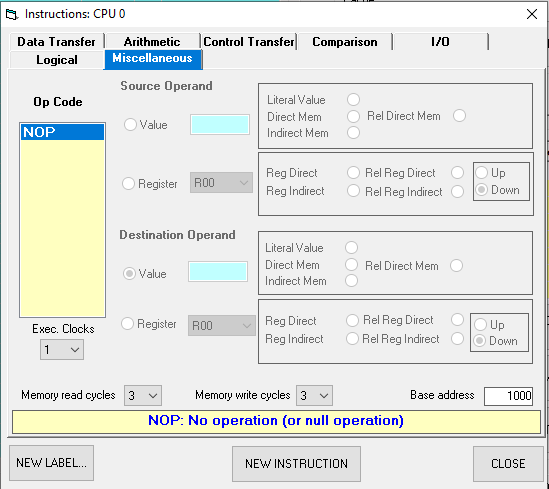 Instructions: CPU 0
Data Transfer Arithmetic Control Transfer Comparison I/O
Logical Miscellaneous
Op Code
NOP
Exec. Clocks
1
Source Operand
Value
Register R00
Literal Value
Direct Mem Rel Direct Mem
Indirect Mem
Reg Direct Rel Reg Direct Up
Reg Indirect Rel Reg Indirect Down
Destination Operand
Value
Register R00
Literal Value
Direct Mem Rel Direct Mem
Indirect Mem
Reg Direct Rel Reg Direct Up
Reg Indirect Rel Reg Indirect Down
Memory read cycles 3 Memory write cycles 3 Base address 1000
NOP: No operation (or null operation)
NEW LABEL... NEW INSTRUCTION CLOSE